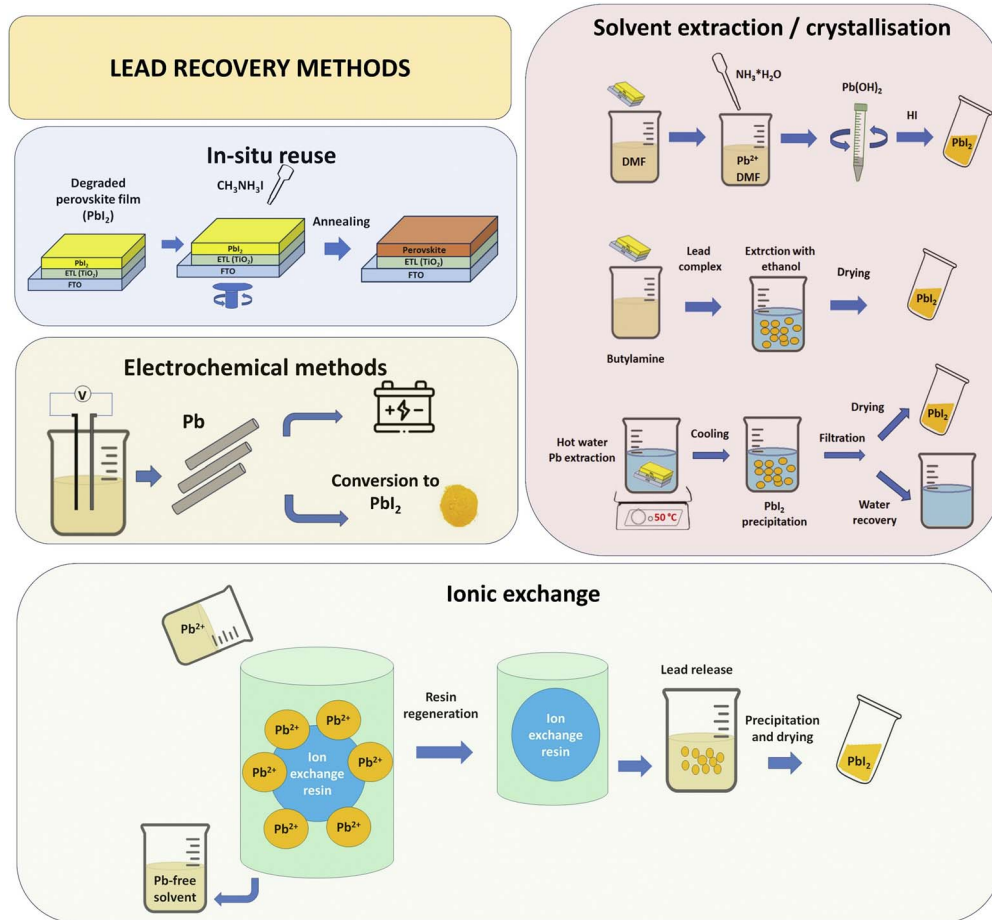 LEAD RECOVERY METHODS
In-situ reuse
Degraded
perovskite film
(PbI₂)
CH₃NH₃I
Annealing
PbI₂
ETL (TiO₂)
FTO
PbI₂
ETL (TiO₂)
FTO
Perovskite
ETL (TiO₂)
FTO
Electrochemical methods
V
Pb
+ -
Conversion to
PbI₂
Solvent extraction / crystallisation
DMF
NH₃*H₂O
Pb²⁺
DMF
Pb(OH)₂
HI
PbI₂
Butylamine
Lead
complex
Extrction with
ethanol
Drying
PbI₂
Hot water
Pb extraction
50 °C
Cooling
PbI₂
precipitation
Filtration
Drying
PbI₂
Water
recovery
Ionic exchange
Pb²⁺
Pb²⁺
Pb²⁺
Pb²⁺
Pb²⁺
Pb²⁺
Pb²⁺
Ion
exchange
resin
Pb-free
solvent
Resin
regeneration
Ion
exchange
resin
Lead release
Precipitation
and drying
PbI₂